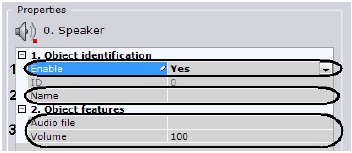 Properties
0. Speaker
1. Object identification
1 Enable Yes
ID 0
2 Name
2. Object features
3 Audio file
Volume 100